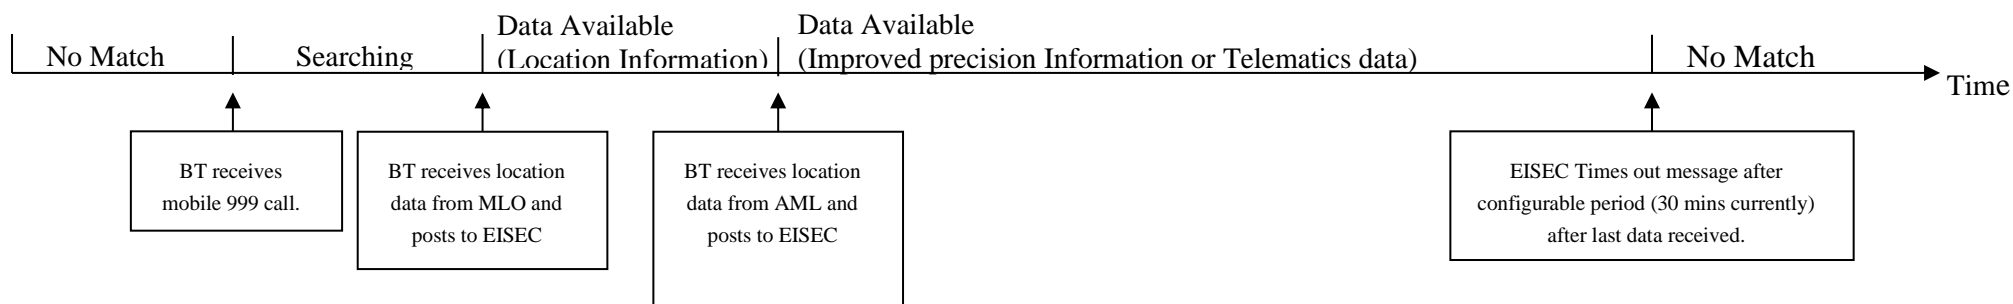 Data Available
(Location Information)
Data Available
(Improved precision Information or Telematics data)
No Match
Searching
No Match
Time
BT receives
mobile 999 call.
BT receives location
data from MLO and
posts to EISEC
BT receives location
data from AML and
posts to EISEC
EISEC Times out message after
configurable period (30 mins currently)
after last data received.